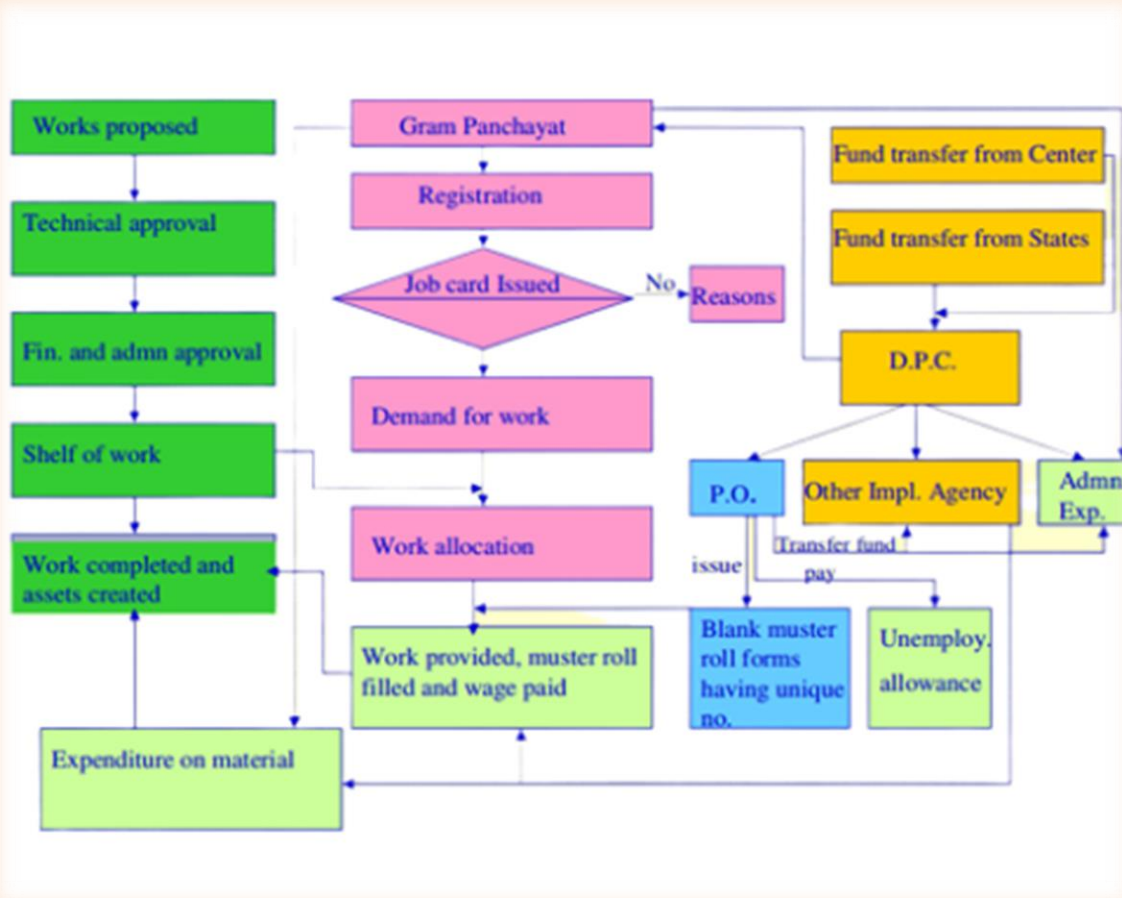 Works proposed
Technical approval
Fin. and admn approval
Shelf of work
Work completed and
assets created
Expenditure on material
Gram Panchayat
Registration
Job card Issued
No
Reasons
Demand for work
Work allocation
Work provided, muster roll
filled and wage paid
Fund transfer from Center
Fund transfer from States
D.P.C.
P.O.
Other Impl. Agency
Admn
Exp.
Transfer fund
issue
pay
Blank muster
roll forms
having unique
no.
Unemploy.
allowance